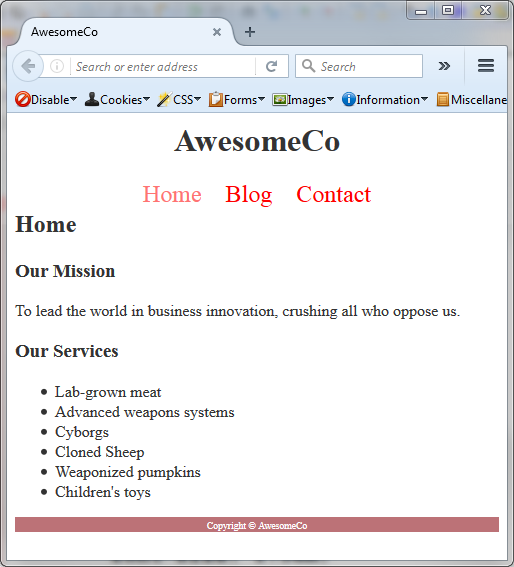 AwesomeCo
Search or enter address
Search
Disable Cookies CSS Forms Images Information Miscellane
AwesomeCo
Home Blog Contact
Home
Our Mission
To lead the world in business innovation, crushing all who oppose us.
Our Services
Lab-grown meat
Advanced weapons systems
Cyborgs
Cloned Sheep
Weaponized pumpkins
Children's toys
Copyright © AwesomeCo